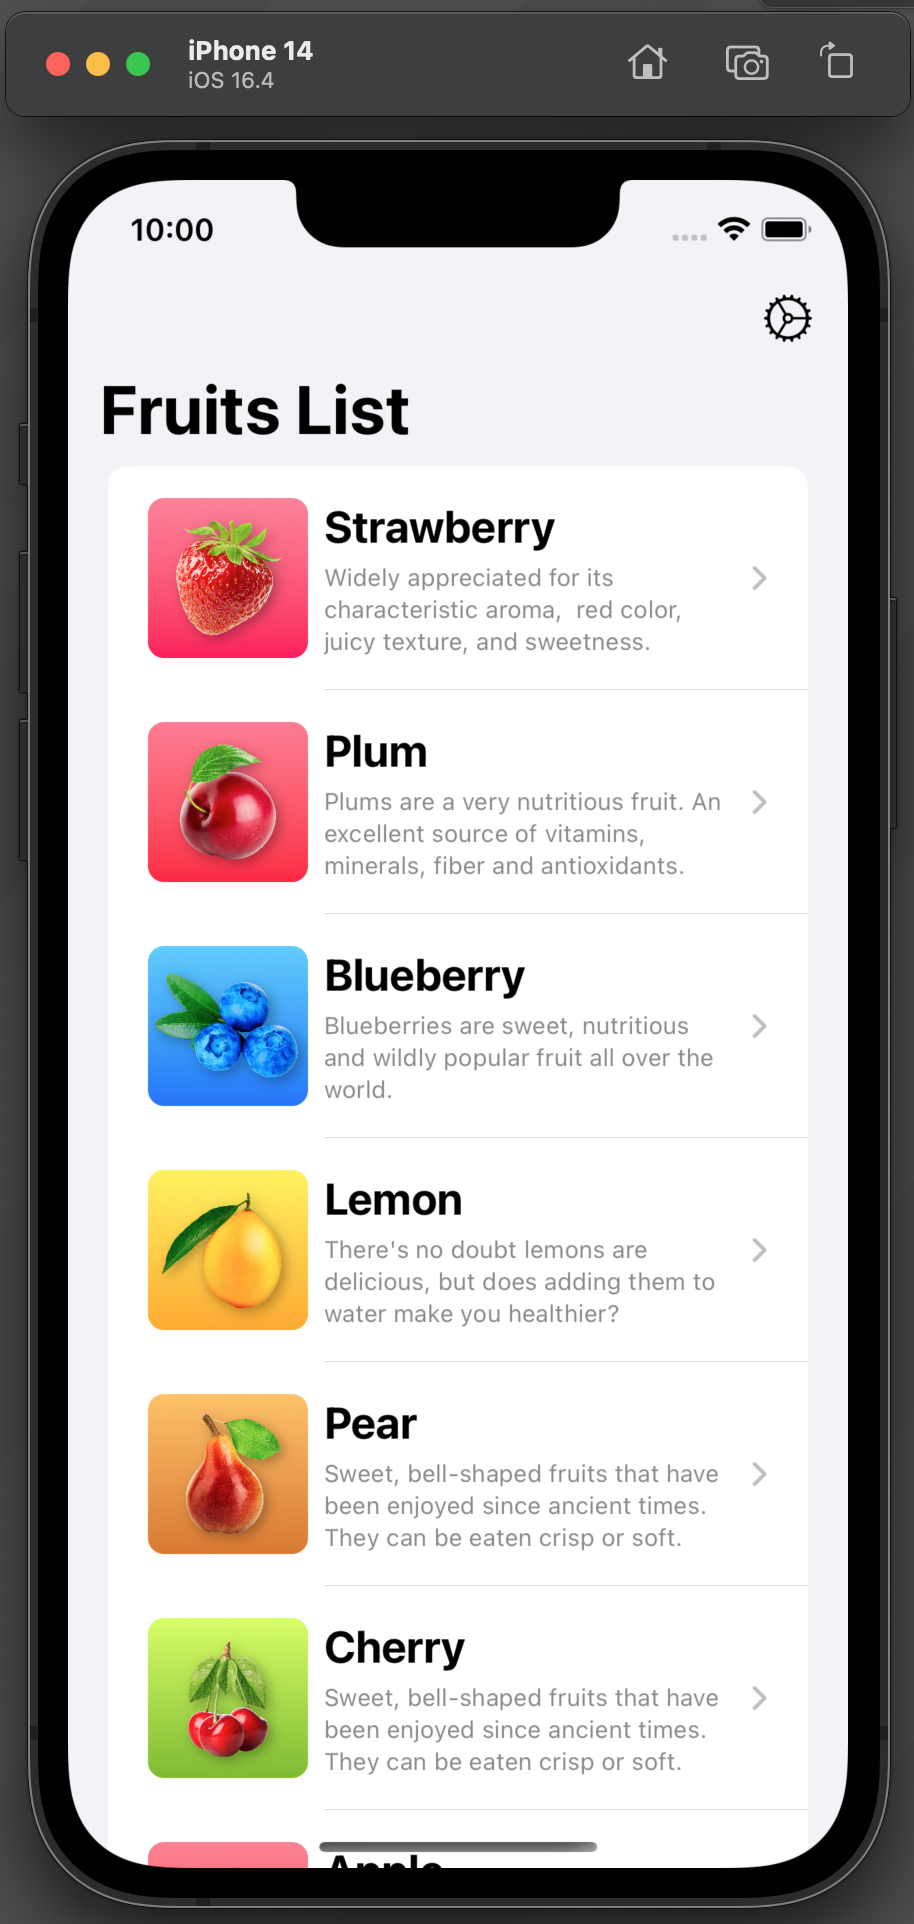 iPhone 14
iOS 16.4
10:00
Fruits List
Strawberry
Widely appreciated for its
characteristic aroma,  red color,
juicy texture, and sweetness.
Plum
Plums are a very nutritious fruit. An
excellent source of vitamins,
minerals, fiber and antioxidants.
Blueberry
Blueberries are sweet, nutritious
and wildly popular fruit all over the
world.
Lemon
There's no doubt lemons are
delicious, but does adding them to
water make you healthier?
Pear
Sweet, bell-shaped fruits that have
been enjoyed since ancient times.
They can be eaten crisp or soft.
Cherry
Sweet, bell-shaped fruits that have
been enjoyed since ancient times.
They can be eaten crisp or soft.
Apple